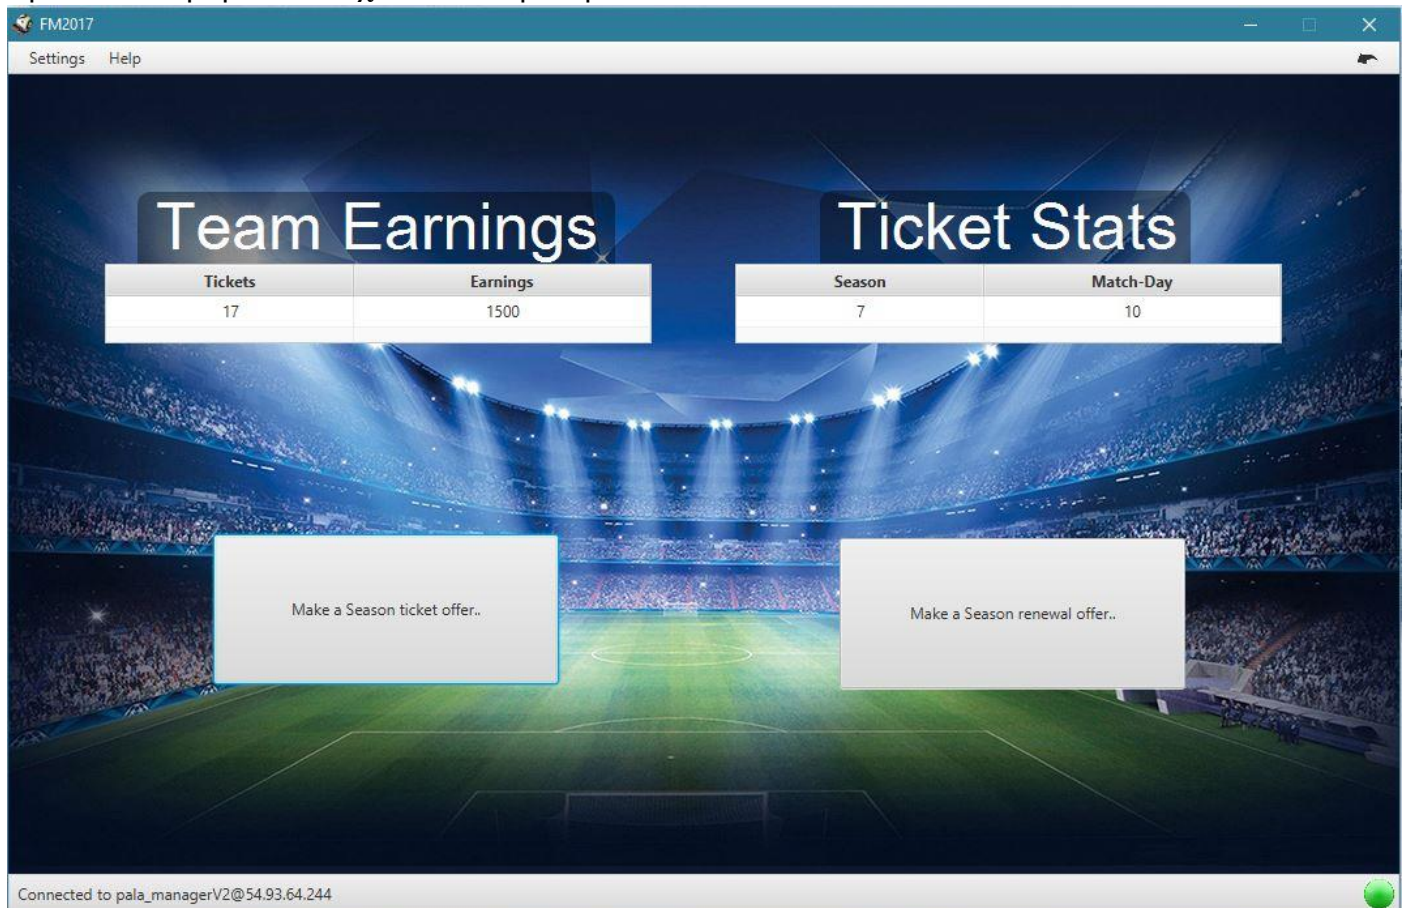 FM2017
Settings Help
Team Earnings
Tickets Earnings
17 1500
Ticket Stats
Season Match-Day
7 10
Make a Season ticket offer..
Make a Season renewal offer..
Connected to pala_managerV2@54.93.64.244